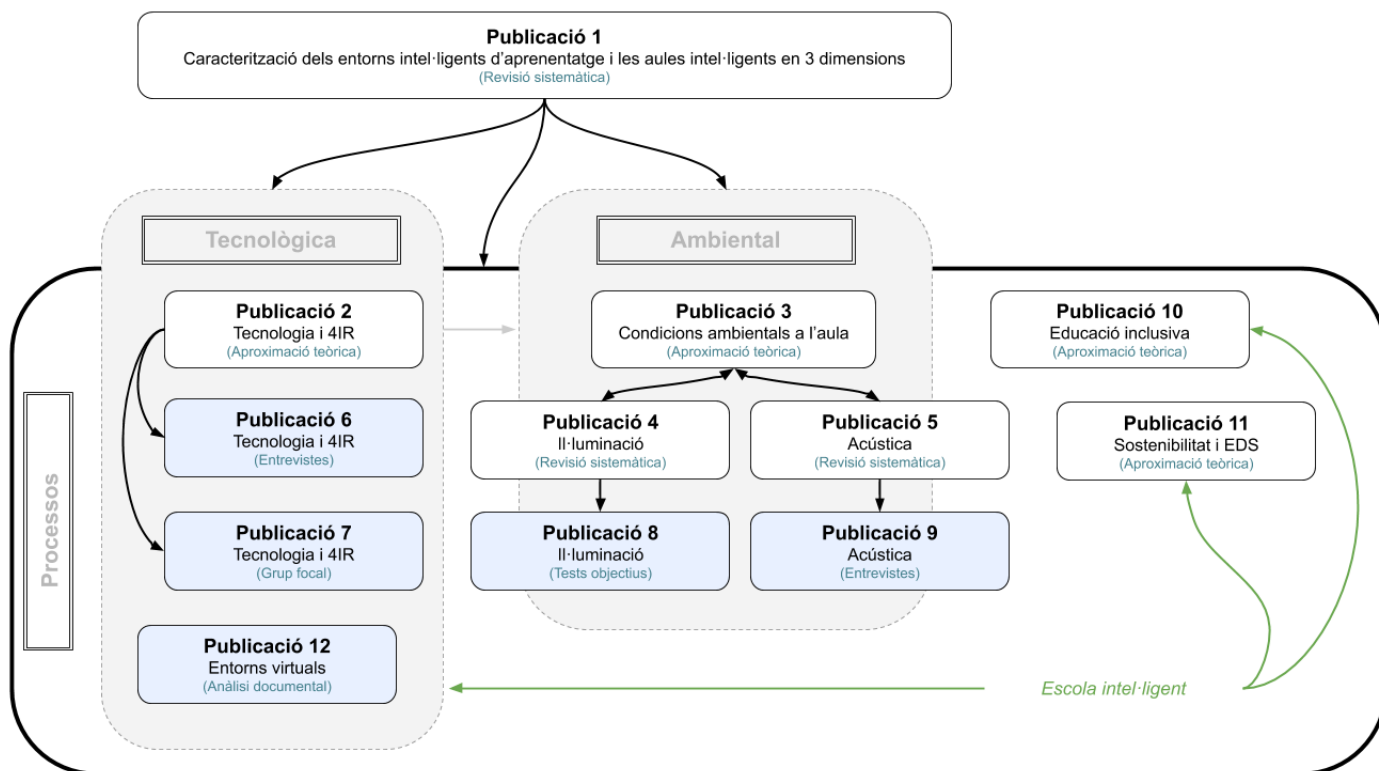 Publicació 1
Caracterització dels entorns intel·ligents d'aprenentatge i les aules intel·ligents en 3 dimensions
(Revisió sistemàtica)
Tecnològica
Ambiental
Processos
Publicació 2
Tecnologia i 4IR
(Aproximació teòrica)
Publicació 3
Condicions ambientals a l'aula
(Aproximació teòrica)
Publicació 10
Educació inclusiva
(Aproximació teòrica)
Publicació 6
Tecnologia i 4IR
(Entrevistes)
Publicació 4
Il·luminació
(Revisió sistemàtica)
Publicació 5
Acústica
(Revisió sistemàtica)
Publicació 11
Sostenibilitat i EDS
(Aproximació teòrica)
Publicació 7
Tecnologia i 4IR
(Grup focal)
Publicació 8
Il·luminació
(Tests objectius)
Publicació 9
Acústica
(Entrevistes)
Publicació 12
Entorns virtuals
(Anàlisi documental)
Escola intel·ligent